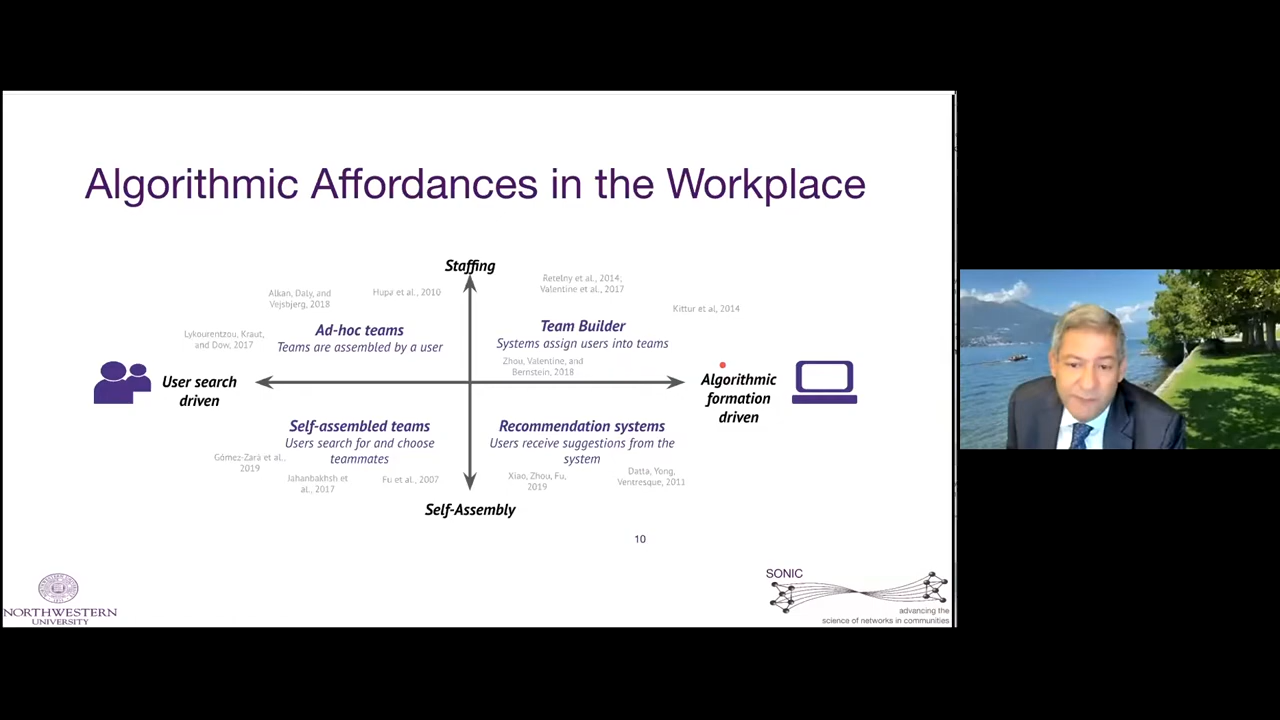 Algorithmic Affordances in the Workplace
Staffing
Alkan, Daly, and
Vejsbjerg, 2018
Hupa et al., 2010
Retelny et al., 2014;
Valentine et al., 2017
Kittur et al, 2014
Lykourentzou, Kraut,
and Dow, 2017
Ad-hoc teams
Teams are assembled by a user
Team Builder
Systems assign users into teams
Zhou, Valentine, and
Bernstein, 2018
User search
driven
Algorithmic
formation
driven
Self-assembled teams
Users search for and choose
teammates
Recommendation systems
Users receive suggestions from the
system
Gómez-Zará et al.,
2019
Jahanbakhsh et
al., 2017
Fu et al., 2007
Xiao, Zhou, Fu,
2019
Datta, Yong,
Ventresque, 2011
Self-Assembly
10
NORTHWESTERN
UNIVERSITY
SONIC
advancing the
science of networks in communities